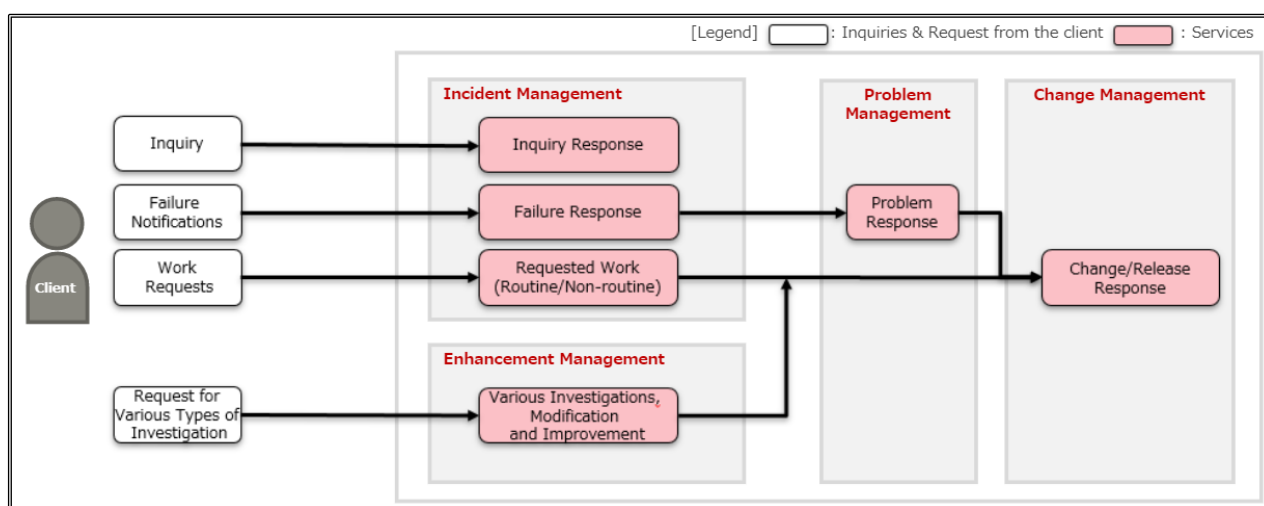 [Legend] : Inquiries & Request from the client : Services
Incident Management
Problem
Management
Change Management
Inquiry
Inquiry Response
Failure
Notifications
Failure Response
Problem
Response
Client
Work
Requests
Requested Work
(Routine/Non-routine)
Change/Release
Response
Enhancement Management
Request for
Various Types of
Investigation
Various Investigations,
Modification
and Improvement